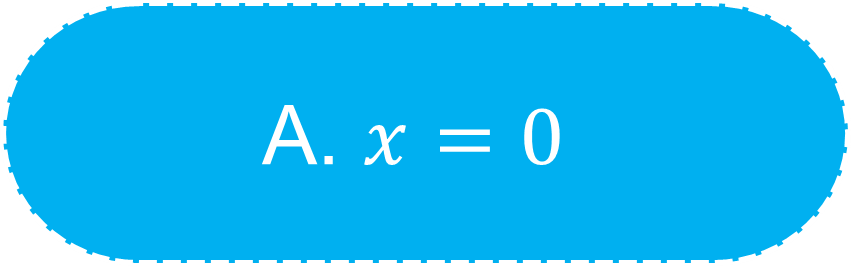 A. x = 0